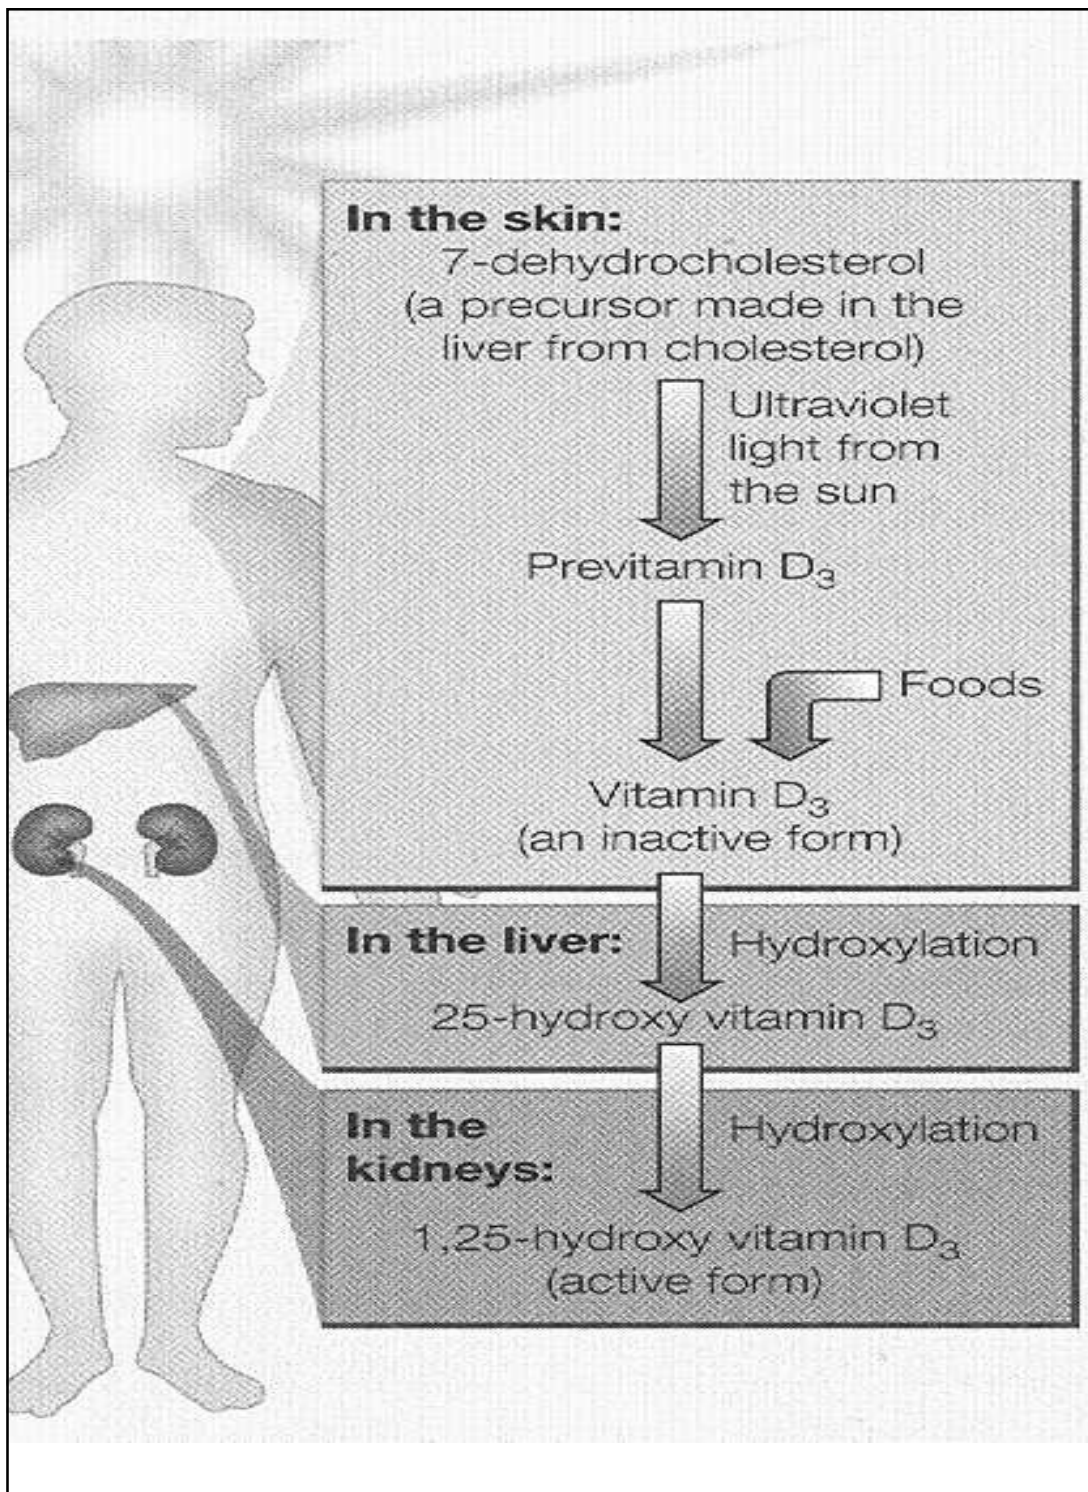 In the skin:
7-dehydrocholesterol
(a precursor made in the
liver from cholesterol)
Ultraviolet
light from
the sun
Previtamin D₃
Foods
Vitamin D₃
(an inactive form)
In the liver:
Hydroxylation
25-hydroxy vitamin D₃
In the
kidneys:
Hydroxylation
1,25-hydroxy vitamin D₃
(active form)